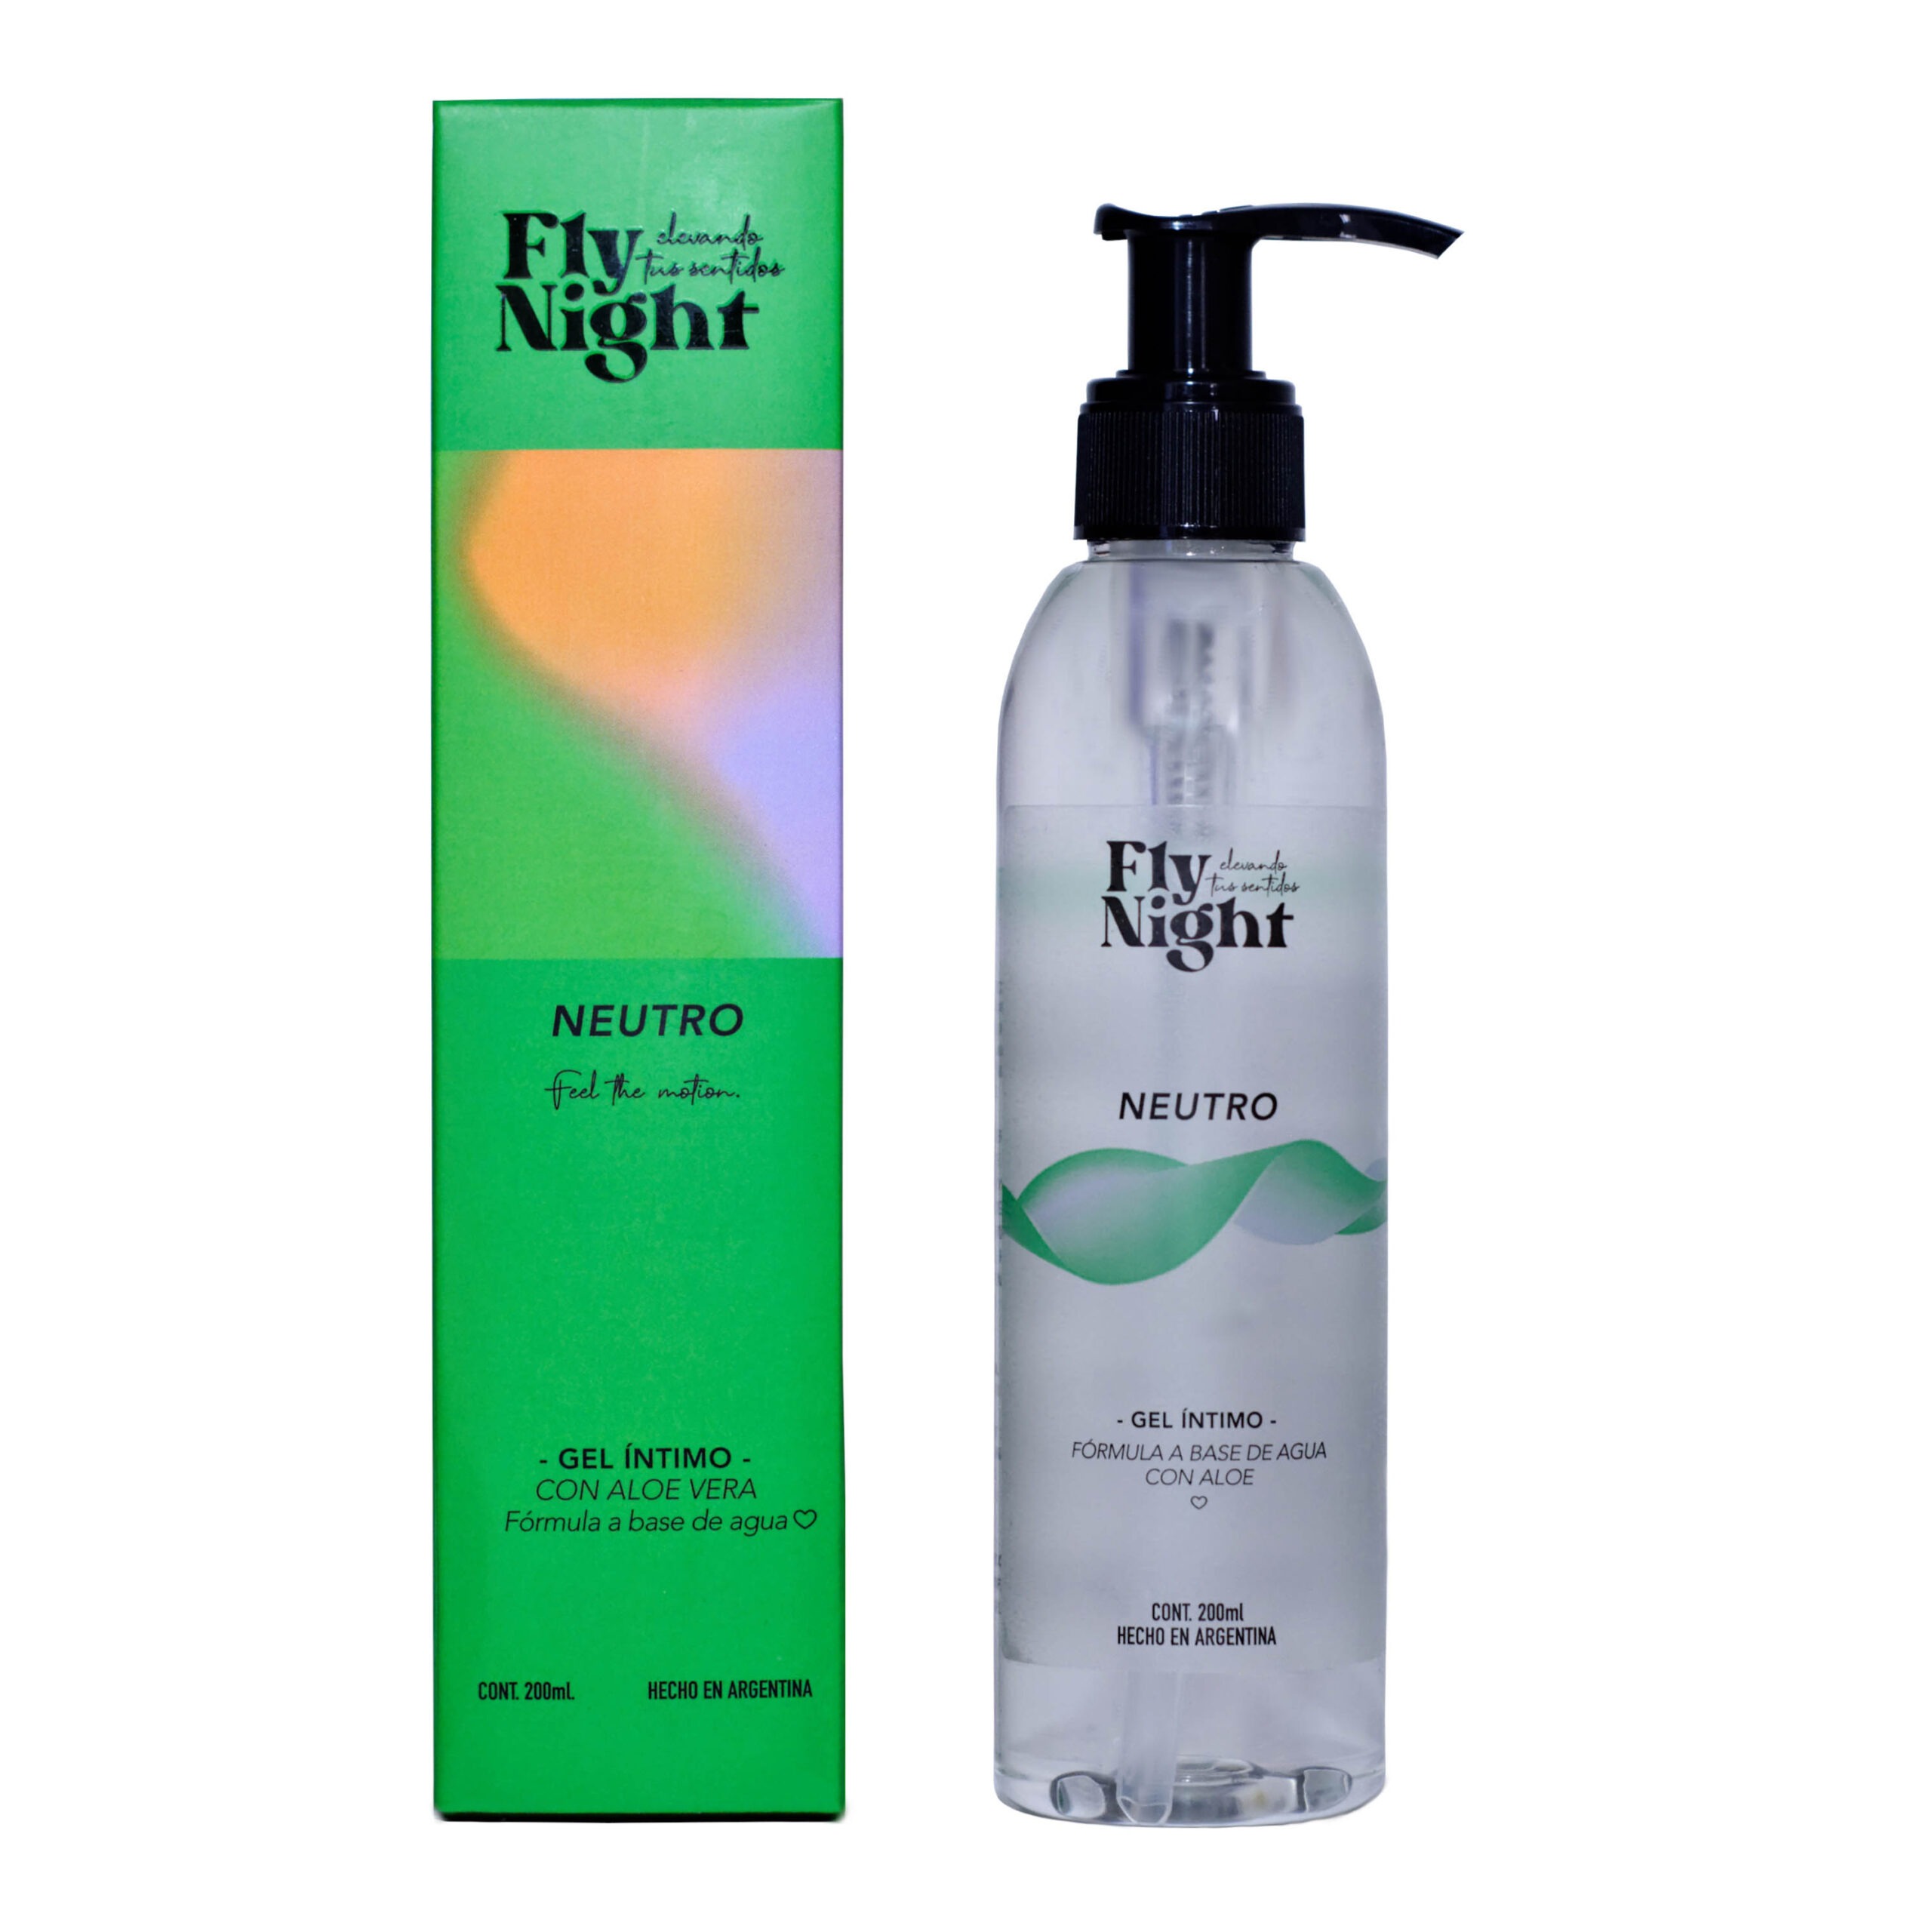 Fly elevando
tus sentidos
Night
NEUTRO
Feel the motion.
- GEL ÍNTIMO -
CON ALOE VERA
Fórmula a base de agua
CONT. 200ml.
HECHO EN ARGENTINA
Fly elevando
tus sentidos
Night
NEUTRO
- GEL ÍNTIMO -
FÓRMULA A BASE DE AGUA
CON ALOE
CONT. 200ml
HECHO EN ARGENTINA